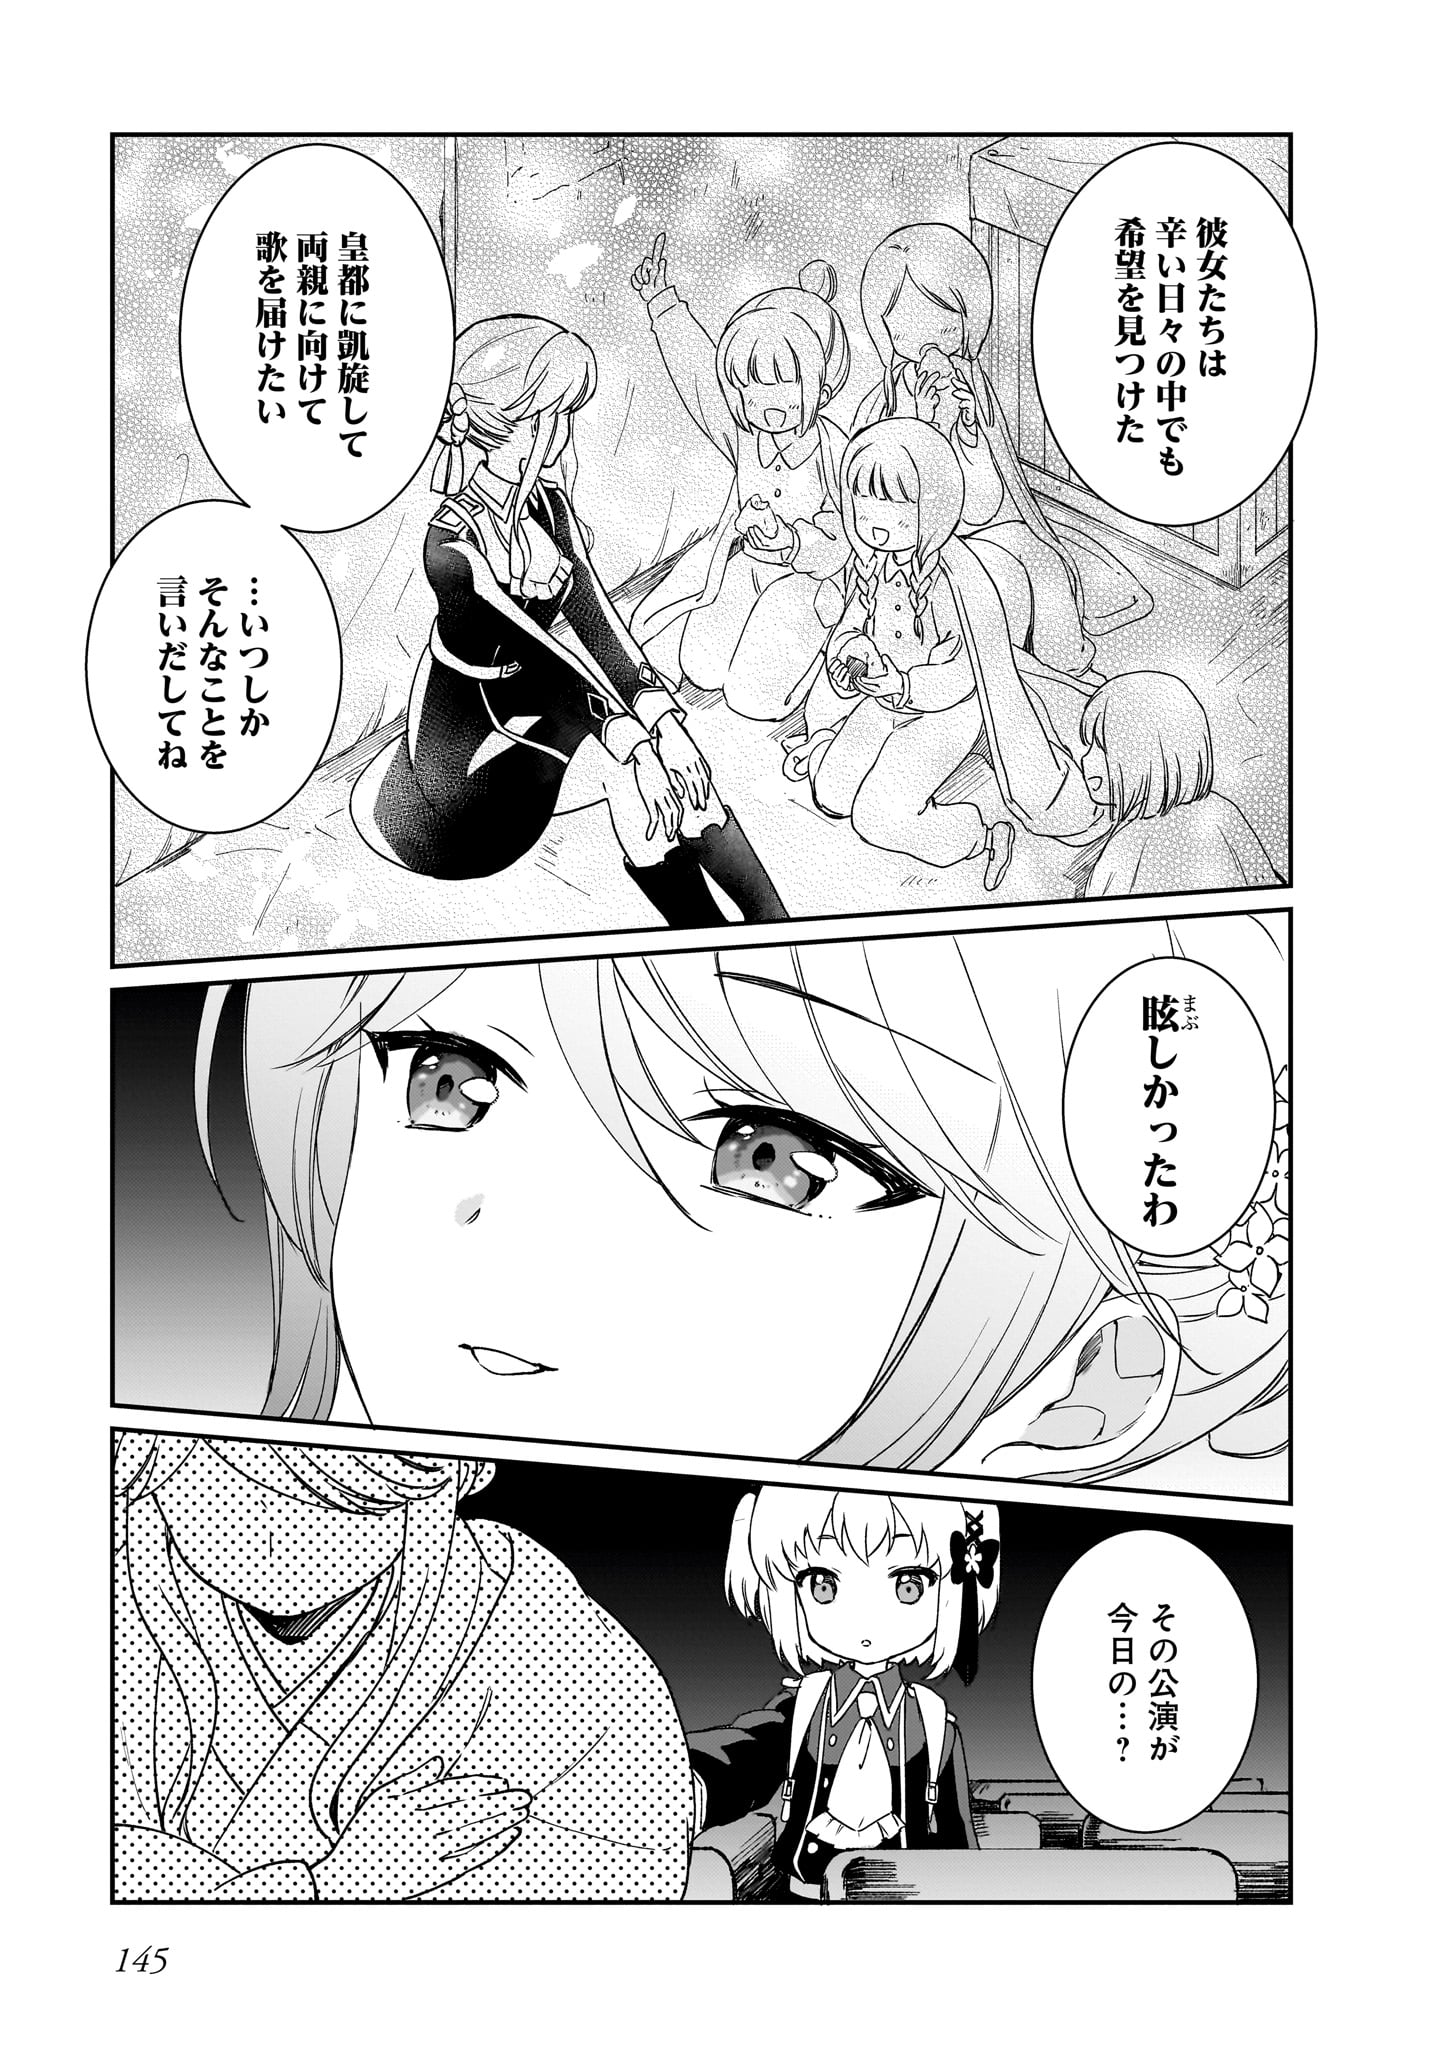 彼女たちは
辛い日々の中でも
希望を見つけた
皇都に凱旋して
両親に向けて
歌を届けたい
…いつしか
そんなことを
言いだしてね
眩しかったわ
まぶ
その公演が
今日の…？
145